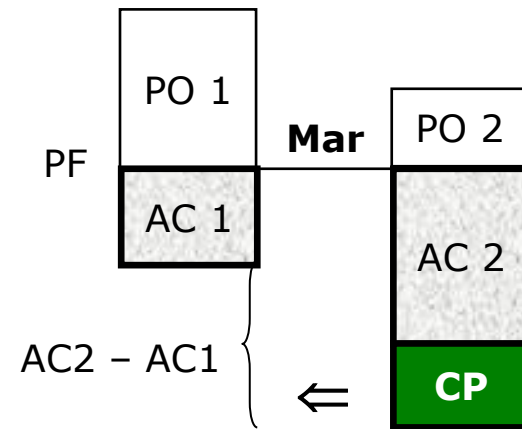 PO 1
Mar
PO 2
PF
AC 1
AC 2
AC2 – AC1
⇐
CP